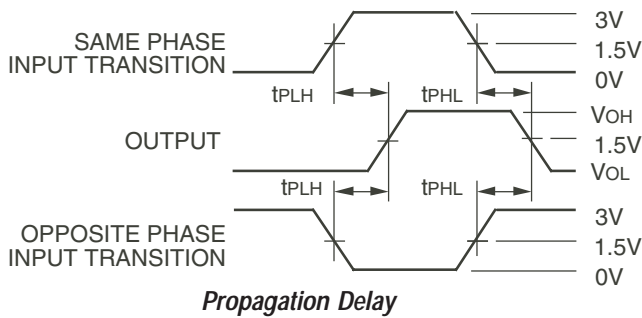 SAME PHASE
INPUT TRANSITION
3V
1.5V
0V
tPLH
tPHL
OUTPUT
VOH
1.5V
VOL
tPLH
tPHL
OPPOSITE PHASE
INPUT TRANSITION
3V
1.5V
0V
Propagation Delay